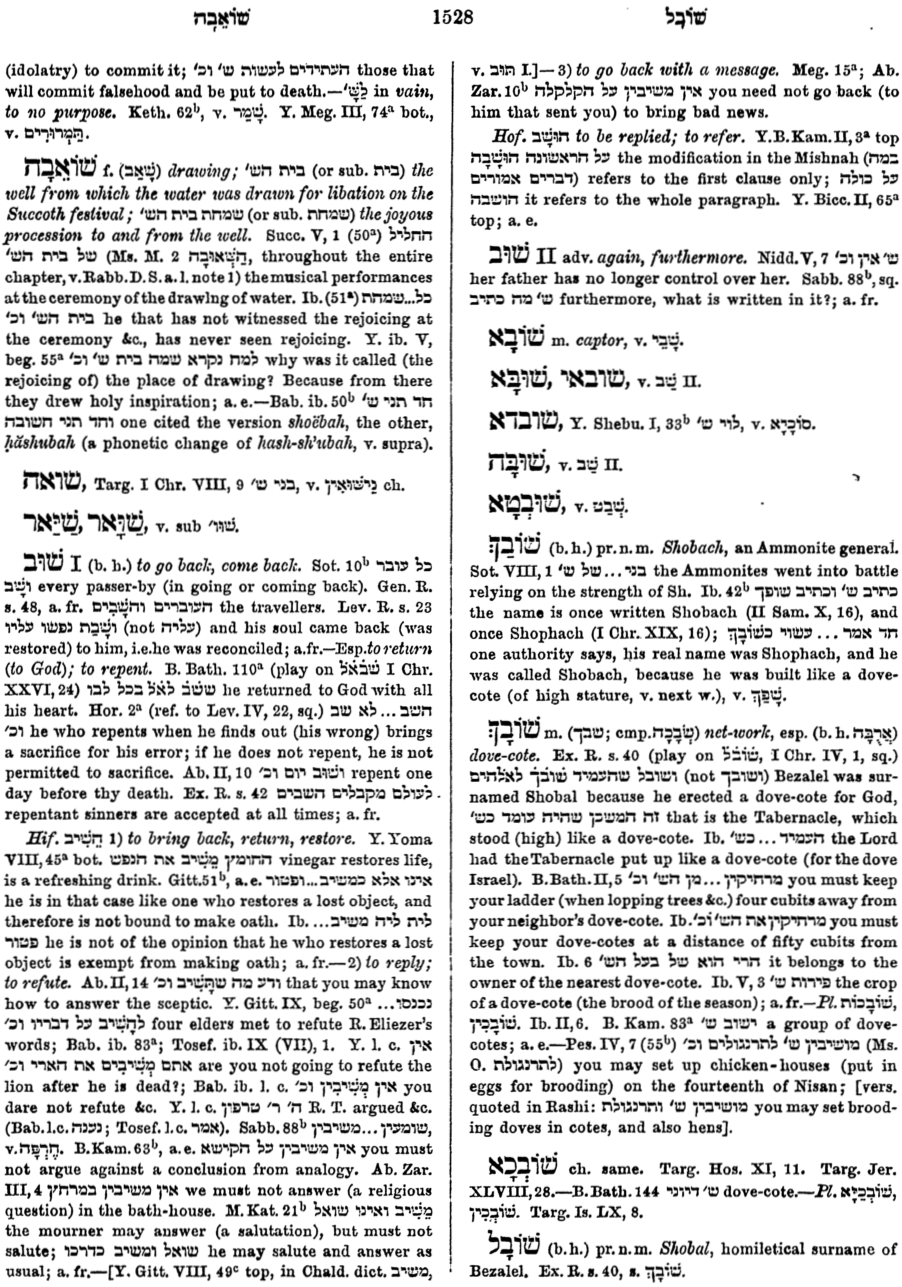 שׁוֹאֵבָה
1528
שׁוֹבָל
(idolatry) to commit it; העתידים לעשות ש׳ וכ׳ those that
will commit falsehood and be put to death.—לַשָּׁ׳ in vain,
to no purpose. Keth. 62ᵇ, v. שָׁמַר. Y. Meg. III, 74ᵃ bot.,
v. תַּמְרוּרִים.
שׁוֹאֵבָה f. (שָׁאַב) drawing; בית הש׳ (or sub. בית) the
well from which the water was drawn for libation on the
Succoth festival; שמחת בית הש׳ (or sub. שמחת) the joyous
procession to and from the well. Succ. V, 1 (50ᵃ) החליל
של בית הש׳ (Ms. M. 2 הַשְּׁאוּבָה, throughout the entire
chapter, v. Rabb. D. S. a. l. note 1) the musical performances
at the ceremony of the drawing of water. Ib. (51ᵃ) כל...שמחת
בית הש׳ וכ׳ he that has not witnessed the rejoicing at
the ceremony &c., has never seen rejoicing. Y. ib. V,
beg. 55ᵃ למה נקרא שמה בית ש׳ וכ׳ why was it called (the
rejoicing of) the place of drawing? Because from there
they drew holy inspiration; a. e.—Bab. ib. 50ᵇ חד תני ש׳
וחד תני חשובה one cited the version shoëbah, the other,
ḥăshubah (a phonetic change of hash-sh'ubah, v. supra).
שואה, Targ. I Chr. VIII, 9 בני ש׳, v. נִישׂוּאִין ch.
שַׁוָּאר, שַׁיַּאר, v. sub שׁוּוּ׳.
שׁוּב I (b. h.) to go back, come back. Sot. 10ᵇ כל עובר
וְשָׁב every passer-by (in going or coming back). Gen. R.
s. 48, a. fr. העוברים והשָׁבִים the travellers. Lev. R. s. 23
וְשָׁבַת נפשו עליו (not עליה) and his soul came back (was
restored) to him, i.e. he was reconciled; a. fr.—Esp. to return
(to God); to repent. B. Bath. 110ᵃ (play on שבאל I Chr.
XXVI, 24) ששב לאל בכל לבו he returned to God with all
his heart. Hor. 2ᵃ (ref. to Lev. IV, 22, sq.) השב ... לא שב
וכ׳ he who repents when he finds out (his wrong) brings
a sacrifice for his error; if he does not repent, he is not
permitted to sacrifice. Ab. II, 10 ושוב יום וכ׳ repent one
day before thy death. Ex. R. s. 42 לעולם מקבלים השבים
repentant sinners are accepted at all times; a. fr.
Hif. הֵשִׁיב 1) to bring back, return, restore. Y. Yoma
VIII, 45ᵃ bot. החומץ מֵשִׁיב את הנפש vinegar restores life,
is a refreshing drink. Gitt. 51ᵇ, a. e. אינו אלא כמשיב...ופטור
he is in that case like one who restores a lost object, and
therefore is not bound to make oath. Ib. לית ליה משיב....
פטור he is not of the opinion that he who restores a lost
object is exempt from making oath; a. fr.—2) to reply;
to refute. Ab. II, 14 ודע מה שתָּשִׁיב וכ׳ that you may know
how to answer the sceptic. Y. Gitt. IX, beg. 50ᵃ נכנסו...
להָשִׁיב על דבריו וכ׳ four elders met to refute R. Eliezer's
words; Bab. ib. 83ᵃ; Tosef. ib. IX (VII), 1. Y. l. c. אין
אתם מְשִׁיבִים את הארי וכ׳ are you not going to refute the
lion after he is dead?; Bab. ib. l. c. אין מְשִׁיבִין וכ׳ you
dare not refute &c. Y. l. c. ה׳ ר׳ טרפון R. T. argued &c.
(Bab. l. c. נענה; Tosef. l. c. אמר). Sabb. 88ᵇ שומעין...משיבין,
v. חֶרְפָּה. B. Kam. 63ᵇ, a. e. אין משיבין על הקישא you must
not argue against a conclusion from analogy. Ab. Zar.
III, 4 אין משיבין במרחץ we must not answer (a religious
question) in the bath-house. M. Kat. 21ᵇ מֵשִׁיב ואינו שואל
the mourner may answer (a salutation), but must not
salute; שואל ומשיב כדרכו he may salute and answer as
usual; a. fr.—[Y. Gitt. VIII, 49ᶜ top, in Chald. dict. משיב,
v. תּוּב I.]—3) to go back with a message. Meg. 15ᵃ; Ab.
Zar. 10ᵇ אין משיבין על הקלקלה you need not go back (to
him that sent you) to bring bad news.
Hof. הוּשַׁב to be replied; to refer. Y. B. Kam. II, 3ᵃ top
על הראשונה הוּשָׁבָה the modification in the Mishnah (במה
דברים אמורים) refers to the first clause only; על כולה
הושבה it refers to the whole paragraph. Y. Bicc. II, 65ᵃ
top; a. e.
שׁוּב II adv. again, furthermore. Nidd. V, 7 ש׳ אין וכ׳
her father has no longer control over her. Sabb. 88ᵇ, sq.
ש׳ מה כתיב furthermore, what is written in it?; a. fr.
שׁוֹבָא m. captor, v. שָׁבֵי.
שׁוּבָּא, שובאי, v. שַׁב II.
שׁוּבדא, Y. Shebu. I, 33ᵇ לוי ש׳, v. סוֹכָיָא.
שׁוּבָּה, v. שַׁב II.
שׁוּבְטָא, v. שְׁבַט.
שׁוֹבַךְ (b. h.) pr. n. m. Shobach, an Ammonite general.
Sot. VIII, 1 בני...של ש׳ the Ammonites went into battle
relying on the strength of Sh. Ib. 42ᵇ כתיב ש׳ וכתיב שופך
the name is once written Shobach (II Sam. X, 16), and
once Shophach (I Chr. XIX, 16); חד אמר ... עשוי כשׁוֹבָךְ
one authority says, his real name was Shophach, and he
was called Shobach, because he was built like a dove-
cote (of high stature, v. next w.), v. שָׁפַךְ.
שׁוֹבָךְ m. (שבך; cmp. שְׂבָכָה) net-work, esp. (b. h. אֲרֻבָּה)
dove-cote. Ex. R. s. 40 (play on שובל, I Chr. IV, 1, sq.)
ושובל שהעמיד שובך לאלהים (not ושובך) Bezalel was sur-
named Shobal because he erected a dove-cote for God,
זה המשכן שהיה עומד כש׳ that is the Tabernacle, which
stood (high) like a dove-cote. Ib. העמיד ... כש׳ the Lord
had the Tabernacle put up like a dove-cote (for the dove
Israel). B. Bath. II, 5 מרחיקין ... מן הש׳ וכ׳ you must keep
your ladder (when lopping trees &c.) four cubits away from
your neighbor's dove-cote. Ib. מרחיקין את הש׳ וכ׳ you must
keep your dove-cotes at a distance of fifty cubits from
the town. Ib. 6 הרי הוא של בעל הש׳ it belongs to the
owner of the nearest dove-cote. Ib. V, 3 פירות ש׳ the crop
of a dove-cote (the brood of the season); a. fr.—Pl. שׁוֹבָכוֹת,
שׁוֹבָכִין. Ib. II, 6. B. Kam. 83ᵃ ישוב ש׳ a group of dove-
cotes; a. e.—Pes. IV, 7 (55ᵇ) מושיבין ש׳ לתרנגולים וכ׳ (Ms.
O. לתרנגולת) you may set up chicken-houses (put in
eggs for brooding) on the fourteenth of Nisan; [vers.
quoted in Rashi: מושיבין ש׳ ותרנגולת you may set brood-
ing doves in cotes, and also hens].
שׁוֹבְכָא ch. same. Targ. Hos. XI, 11. Targ. Jer.
XLVIII, 28.—B. Bath. 144 ש׳ דיוני dove-cote.—Pl. שׁוֹבְכַיָּא,
שׁוֹבְכִין. Targ. Is. LX, 8.
שׁוֹבָל (b. h.) pr. n. m. Shobal, homiletical surname of
Bezalel. Ex. R. s. 40, s. שׁוֹבָךְ.